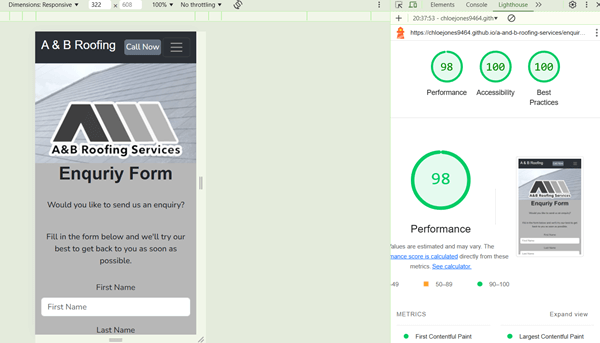 Dimensions: Responsive 322 × 608 100% No throttling
Elements Console Lighthouse
20:37:53 - chloejones9464.gith
https://chloejones9464.github.io/a-and-b-roofing-services/enquir...
A & B Roofing Call Now
A&B Roofing Services
Enquriy Form
Would you like to send us an enquiry?
Fill in the form below and we'll try our
best to get back to you as soon as
possible.
First Name
First Name
Last Name
98 100 100
Performance Accessibility Best
Practices
98
Performance
Values are estimated and may vary. The
mance score is calculated directly from these
metrics. See calculator.
-49 50–89 90–100
METRICS Expand view
First Contentful Paint Largest Contentful Paint